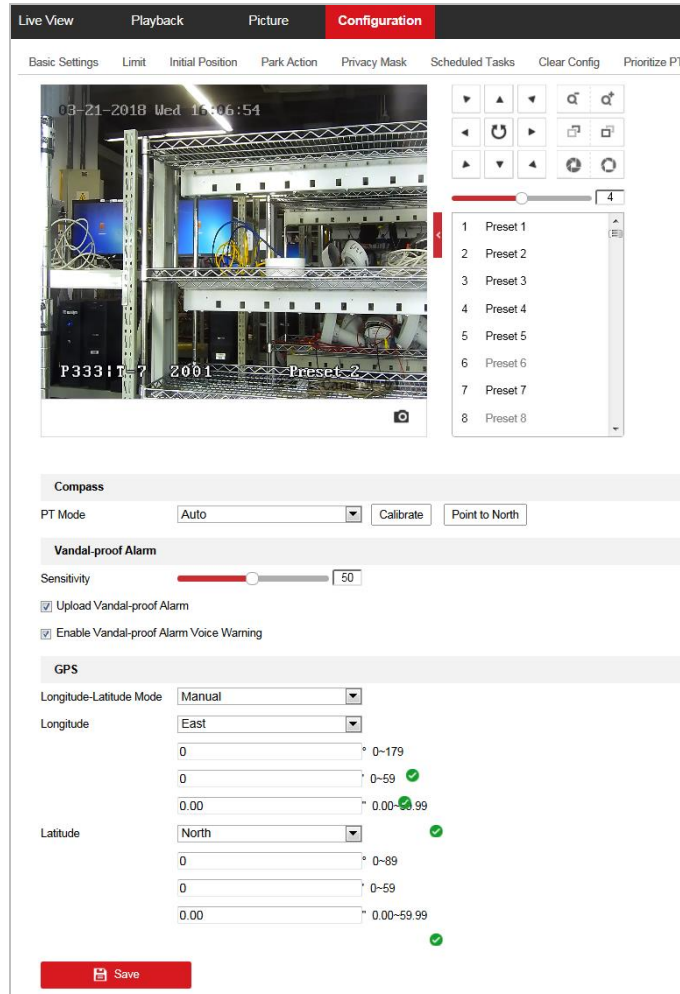 Live View Playback Picture Configuration
Basic Settings Limit Initial Position Park Action Privacy Mask Scheduled Tasks Clear Config Prioritize PT
03-21-2018 Wed 16:06:54
4
1 Preset 1
2 Preset 2
3 Preset 3
4 Preset 4
5 Preset 5
6 Preset 6
7 Preset 7
8 Preset 8
P333 T-7 2001 Preset 2
Compass
PT Mode Auto Calibrate Point to North
Vandal-proof Alarm
Sensitivity 50
Upload Vandal-proof Alarm
Enable Vandal-proof Alarm Voice Warning
GPS
Longitude-Latitude Mode Manual
Longitude East
0 ° 0~179
0 ' 0~59
0.00 " 0.00~59.99
Latitude North
0 ° 0~89
0 ' 0~59
0.00 " 0.00~59.99
Save